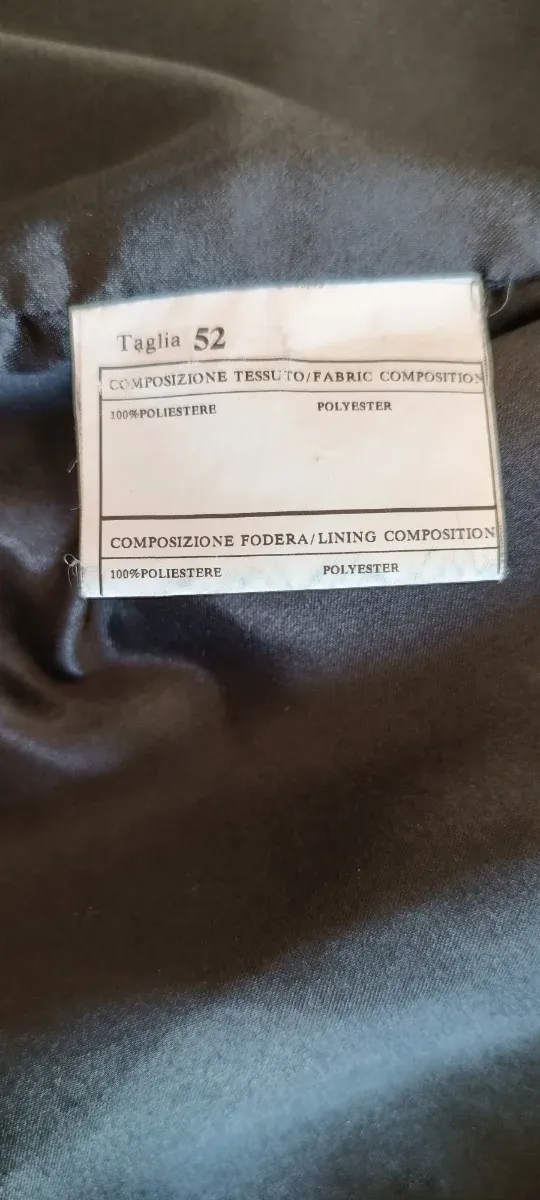 Taglia 52
COMPOSIZIONE TESSUTO/FABRIC COMPOSITION
100%POLIESTERE POLYESTER
COMPOSIZIONE FODERA/LINING COMPOSITION
100%POLIESTERE POLYESTER